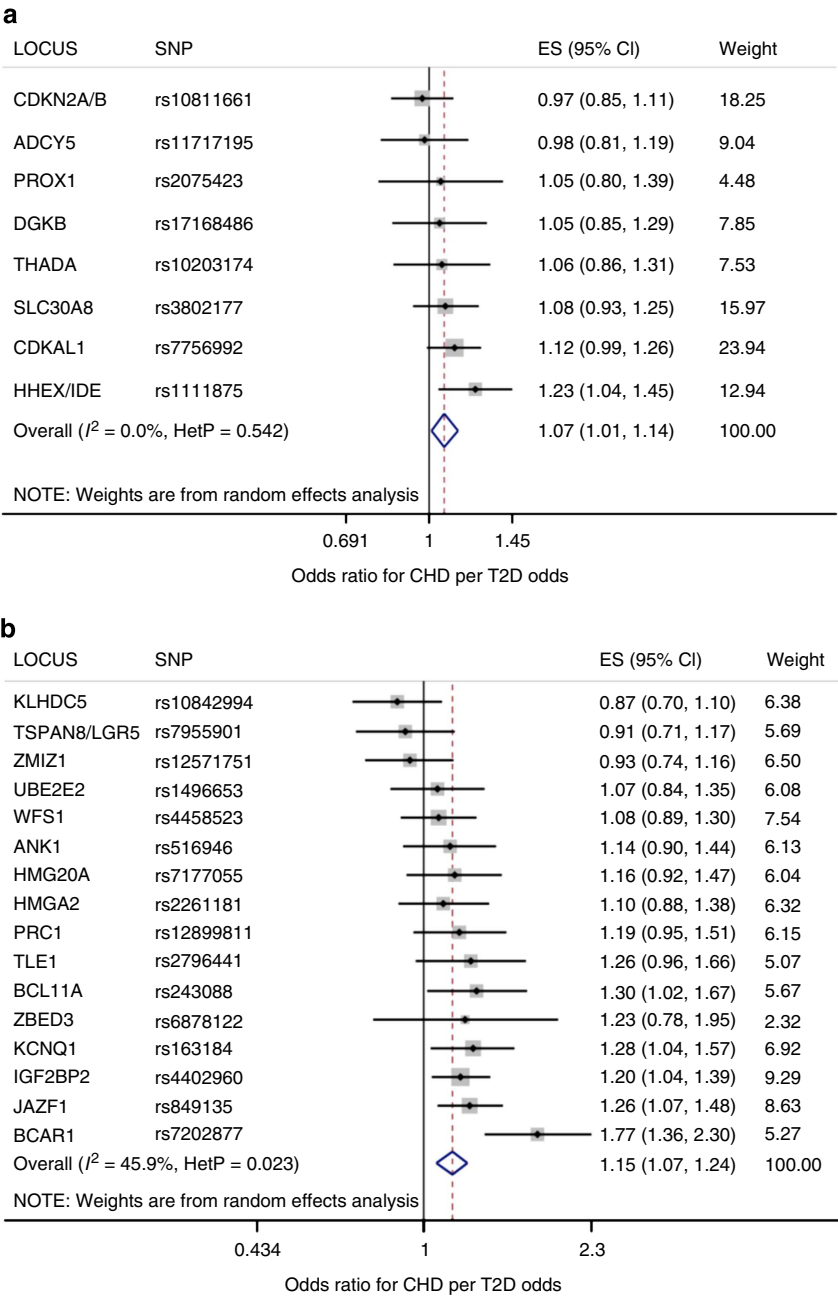 a
LOCUS SNP ES (95% CI) Weight
CDKN2A/B rs10811661 0.97 (0.85, 1.11) 18.25
ADCY5 rs11717195 0.98 (0.81, 1.19) 9.04
PROX1 rs2075423 1.05 (0.80, 1.39) 4.48
DGKB rs17168486 1.05 (0.85, 1.29) 7.85
THADA rs10203174 1.06 (0.86, 1.31) 7.53
SLC30A8 rs3802177 1.08 (0.93, 1.25) 15.97
CDKAL1 rs7756992 1.12 (0.99, 1.26) 23.94
HHEX/IDE rs1111875 1.23 (1.04, 1.45) 12.94
Overall (I² = 0.0%, HetP = 0.542) 1.07 (1.01, 1.14) 100.00
NOTE: Weights are from random effects analysis
0.691 1 1.45
Odds ratio for CHD per T2D odds
b
LOCUS SNP ES (95% CI) Weight
KLHDC5 rs10842994 0.87 (0.70, 1.10) 6.38
TSPAN8/LGR5 rs7955901 0.91 (0.71, 1.17) 5.69
ZMIZ1 rs12571751 0.93 (0.74, 1.16) 6.50
UBE2E2 rs1496653 1.07 (0.84, 1.35) 6.08
WFS1 rs4458523 1.08 (0.89, 1.30) 7.54
ANK1 rs516946 1.14 (0.90, 1.44) 6.13
HMG20A rs7177055 1.16 (0.92, 1.47) 6.04
HMGA2 rs2261181 1.10 (0.88, 1.38) 6.32
PRC1 rs12899811 1.19 (0.95, 1.51) 6.15
TLE1 rs2796441 1.26 (0.96, 1.66) 5.07
BCL11A rs243088 1.30 (1.02, 1.67) 5.67
ZBED3 rs6878122 1.23 (0.78, 1.95) 2.32
KCNQ1 rs163184 1.28 (1.04, 1.57) 6.92
IGF2BP2 rs4402960 1.20 (1.04, 1.39) 9.29
JAZF1 rs849135 1.26 (1.07, 1.48) 8.63
BCAR1 rs7202877 1.77 (1.36, 2.30) 5.27
Overall (I² = 45.9%, HetP = 0.023) 1.15 (1.07, 1.24) 100.00
NOTE: Weights are from random effects analysis
0.434 1 2.3
Odds ratio for CHD per T2D odds